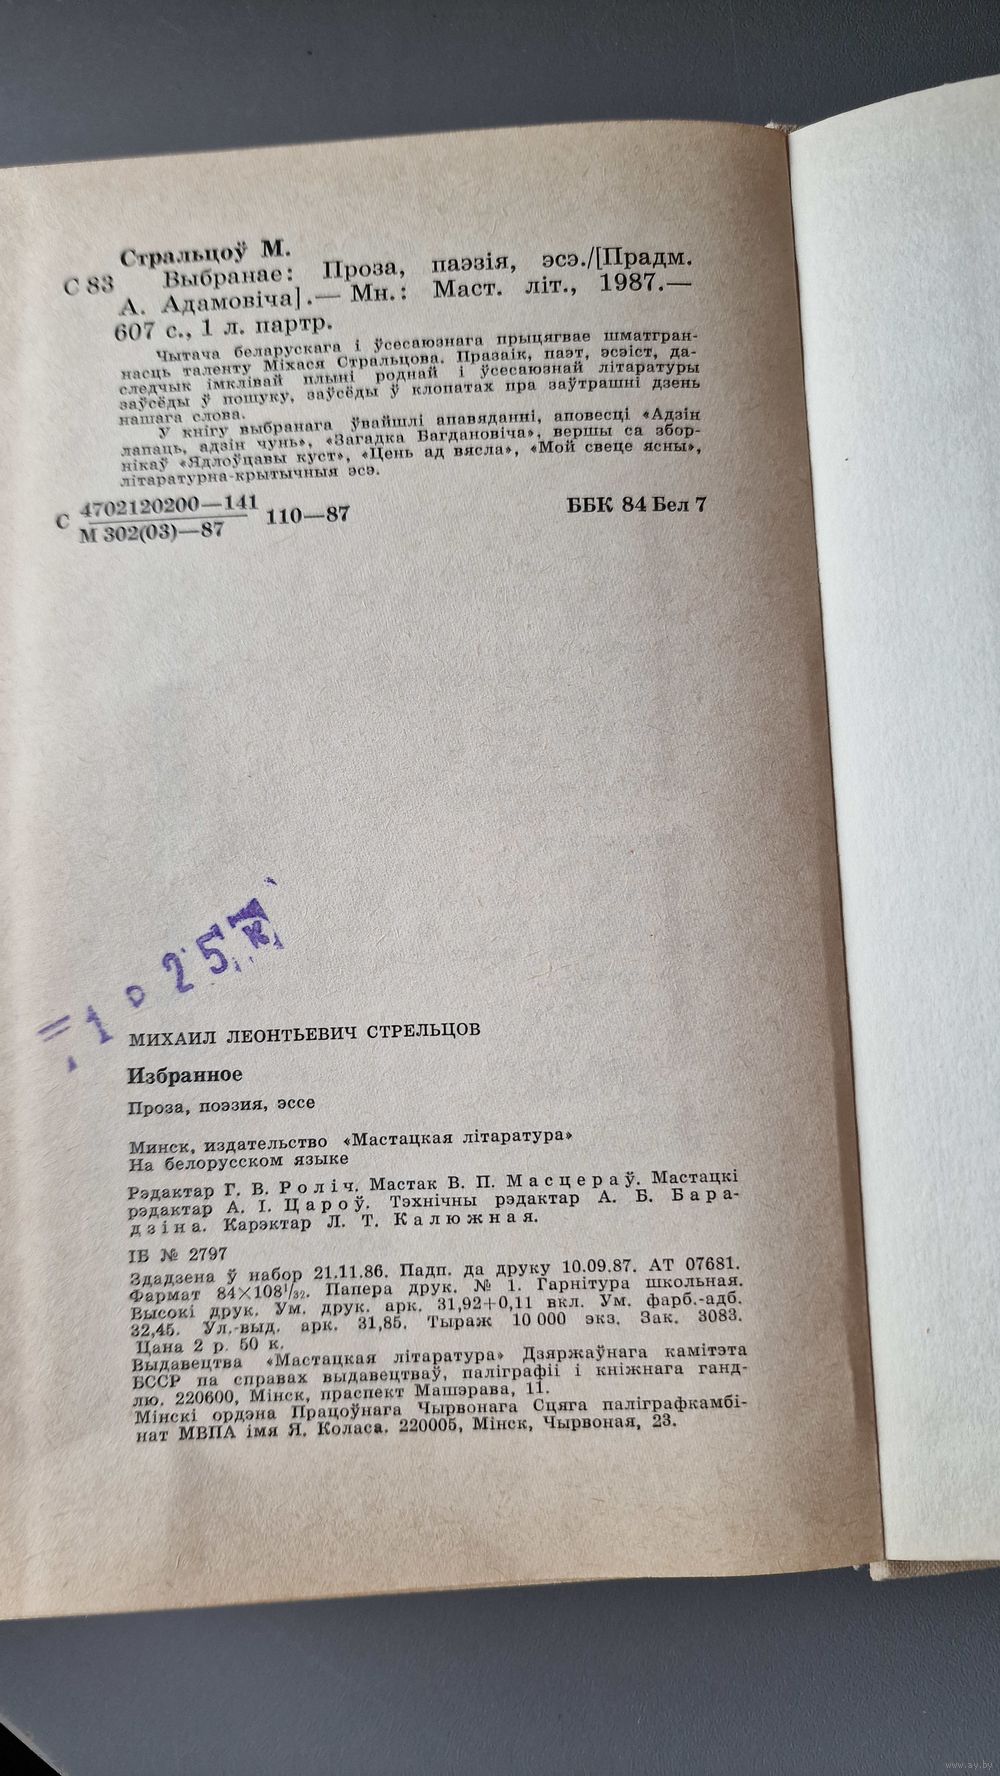 Стральцоў М.
С 83 Выбранае: Проза, паэзія, эсэ./[Прадм.
А. Адамовіча].— Мн.: Маст. літ., 1987.—
607 с., 1 л. партр.
Чытача беларускага і ўсесаюзнага прыцягвае шматгран-
насць таленту Міхася Стральцова. Празаік, паэт, эсэіст, да-
следчык імклівай плыні роднай і ўсесаюзнай літаратуры
заўсёды ў пошуку, заўсёды ў клопатах пра заўтрашні дзень
нашага слова.
У кнігу выбранага ўвайшлі апавяданні, аповесці «Адзін
лапаць, адзін чунь», «Загадка Багдановіча», вершы са збор-
нікаў «Ядлоўцавы куст», «Цень ад вясла», «Мой свеце ясны»,
літаратурна-крытычныя эсэ.
С 4702120200—141
М 302(03)—87 110—87 ББК 84 Бел 7
=1 ° 25 к
МИХАИЛ ЛЕОНТЬЕВИЧ СТРЕЛЬЦОВ
Избранное
Проза, поэзия, эссе
Минск, издательство «Мастацкая літаратура»
На белорусском языке
Рэдактар Г. В. Роліч. Мастак В. П. Масцераў. Мастацкі
рэдактар А. І. Цароў. Тэхнічны рэдактар А. Б. Бара-
дзіна. Карэктар Л. Т. Калюжная.
ІБ № 2797
Здадзена ў набор 21.11.86. Падп. да друку 10.09.87. АТ 07681.
Фармат 84×108¹/₃₂. Папера друк. № 1. Гарнітура школьная.
Высокі друк. Ум. друк. арк. 31,92+0,11 вкл. Ум. фарб.-адб.
32,45. Ул.-выд. арк. 31,85. Тыраж 10 000 экз. Зак. 3083.
Цана 2 р. 50 к.
Выдавецтва «Мастацкая літаратура» Дзяржаўнага камітэта
БССР па справах выдавецтваў, паліграфіі і кніжнага ганд-
лю. 220600, Мінск, праспект Машэрава, 11.
Мінскі ордэна Працоўнага Чырвонага Сцяга паліграфкамбі-
нат МВПА імя Я. Коласа. 220005, Мінск, Чырвоная, 23.
www.ay.by